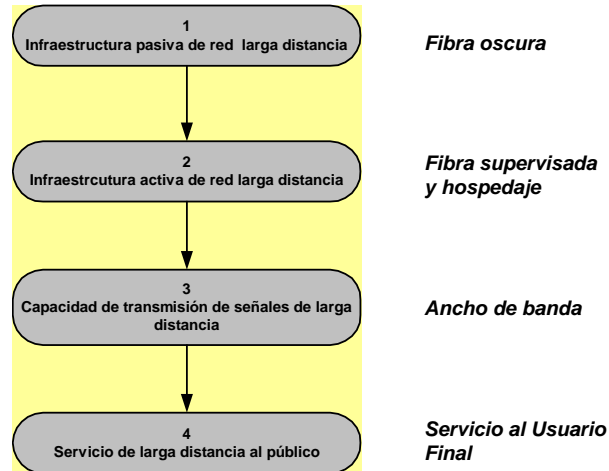 1
Infraestructura pasiva de red larga distancia
Fibra oscura
2
Infraestrcutura activa de red larga distancia
Fibra supervisada
y hospedaje
3
Capacidad de transmisión de señales de larga
distancia
Ancho de banda
4
Servicio de larga distancia al público
Servicio al Usuario
Final